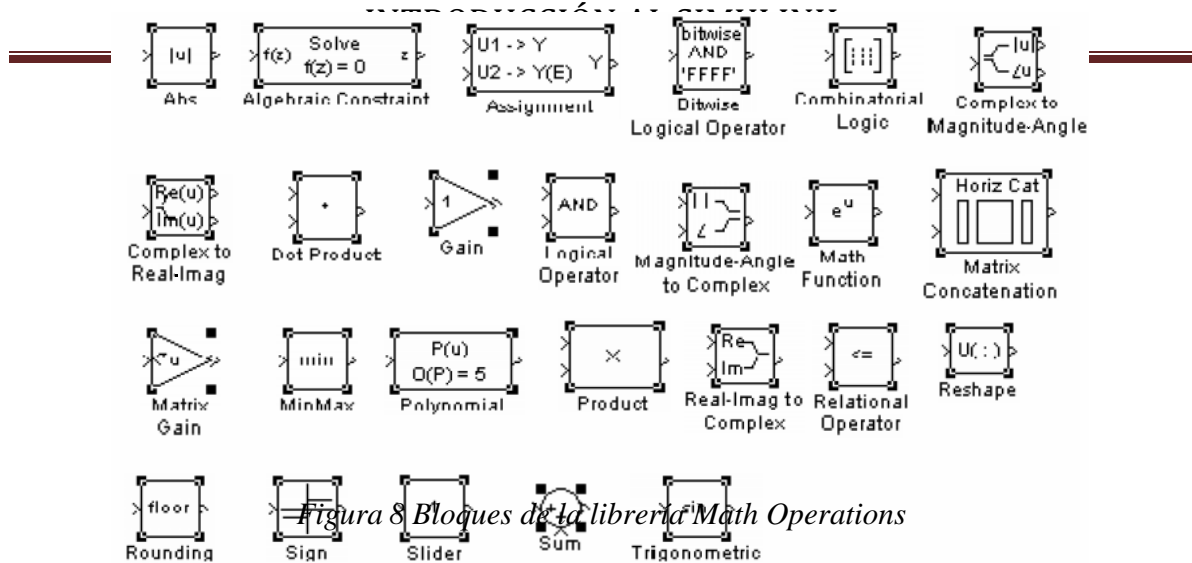 INTRODUCCIÓN AL SIMULINK
|u| f(z) Solve f(z) = 0 z U1 -> Y U2 -> Y(E) Y bitwise AND 'FFFF' [¦¦¦] |u| ∠u
Abs Algebraic Constraint Assignment Bitwise Logical Operator Combinatorial Logic Complex to Magnitude-Angle
Re(u) Im(u) 1 AND | | ∠ e^u Horiz Cat
Complex to Real-Imag Dot Product Gain Logical Operator Magnitude-Angle to Complex Math Function Matrix Concatenation
u min P(u) O(P) = 5 × Re Im <= U( : )
Matrix Gain MinMax Polynomial Product Real-Imag to Complex Relational Operator Reshape
floor
Figura 8 Bloques de la librería Math Operations
Rounding Sign Slider Sum Trigonometric